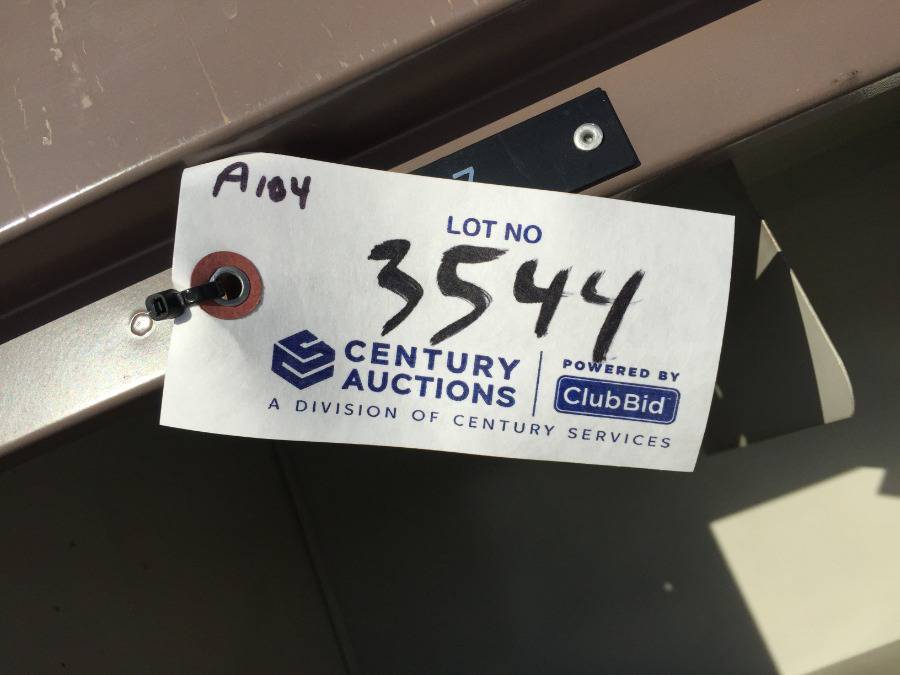 A104
LOT NO
3544
CENTURY AUCTIONS
POWERED BY
ClubBid
A DIVISION OF CENTURY SERVICES